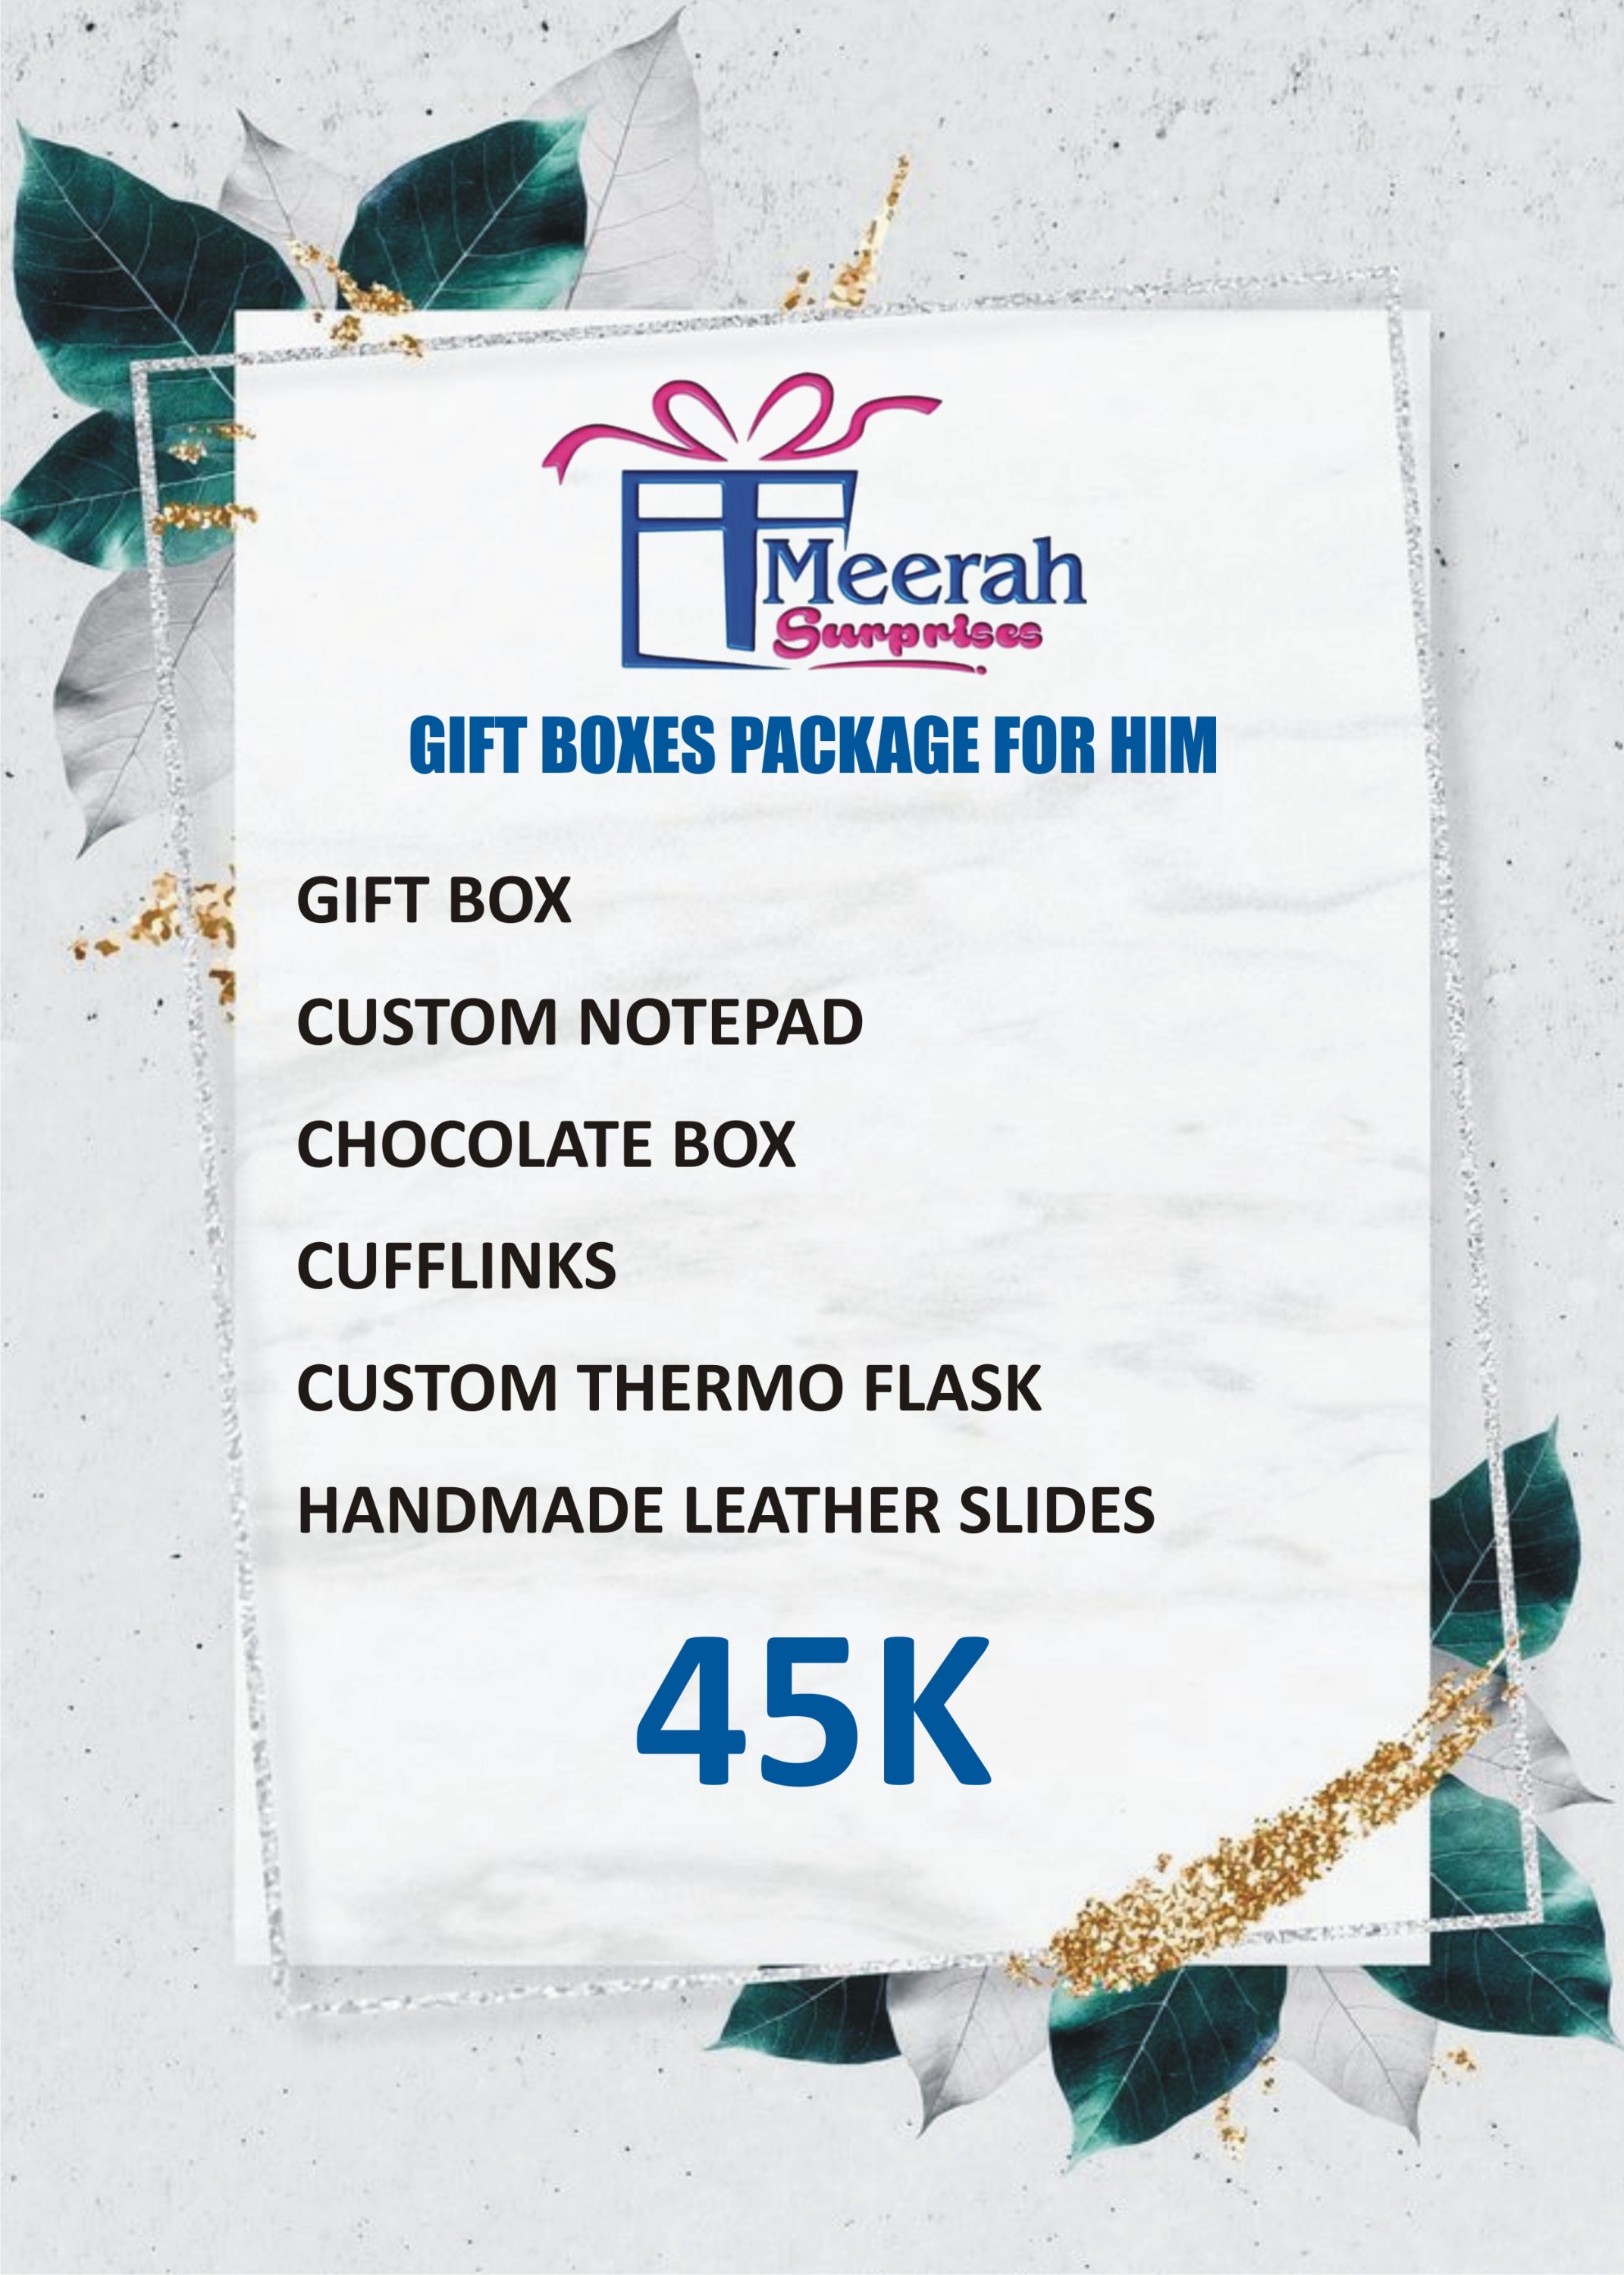 Meerah
Surprises
GIFT BOXES PACKAGE FOR HIM
GIFT BOX
CUSTOM NOTEPAD
CHOCOLATE BOX
CUFFLINKS
CUSTOM THERMO FLASK
HANDMADE LEATHER SLIDES
45K